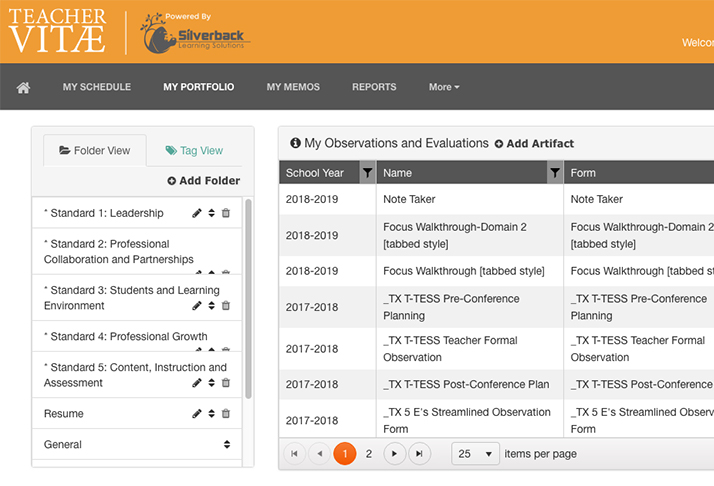 TEACHER
VITÆ
Powered By
Silverback
Learning Solutions
Welcor
MY SCHEDULE
MY PORTFOLIO
MY MEMOS
REPORTS
More
Folder View
Tag View
Add Folder
* Standard 1: Leadership
* Standard 2: Professional
Collaboration and Partnerships
* Standard 3: Students and Learning
Environment
* Standard 4: Professional Growth
* Standard 5: Content, Instruction and
Assessment
Resume
General
My Observations and Evaluations Add Artifact
School Year Name Form
2018-2019 Note Taker Note Taker
2018-2019 Focus Walkthrough-Domain 2 Focus Walkthrough-Domain 2
[tabbed style] [tabbed style]
2018-2019 Focus Walkthrough [tabbed style] Focus Walkthrough [tabbed st
2017-2018 _TX T-TESS Pre-Conference _TX T-TESS Pre-Conference
Planning Planning
2017-2018 _TX T-TESS Teacher Formal _TX T-TESS Teacher Formal
Observation Observation
2017-2018 _TX T-TESS Post-Conference Plan _TX T-TESS Post-Conference
2017-2018 _TX 5 E's Streamlined Observation _TX 5 E's Streamlined Observ
Form Form
1 2 25 items per page